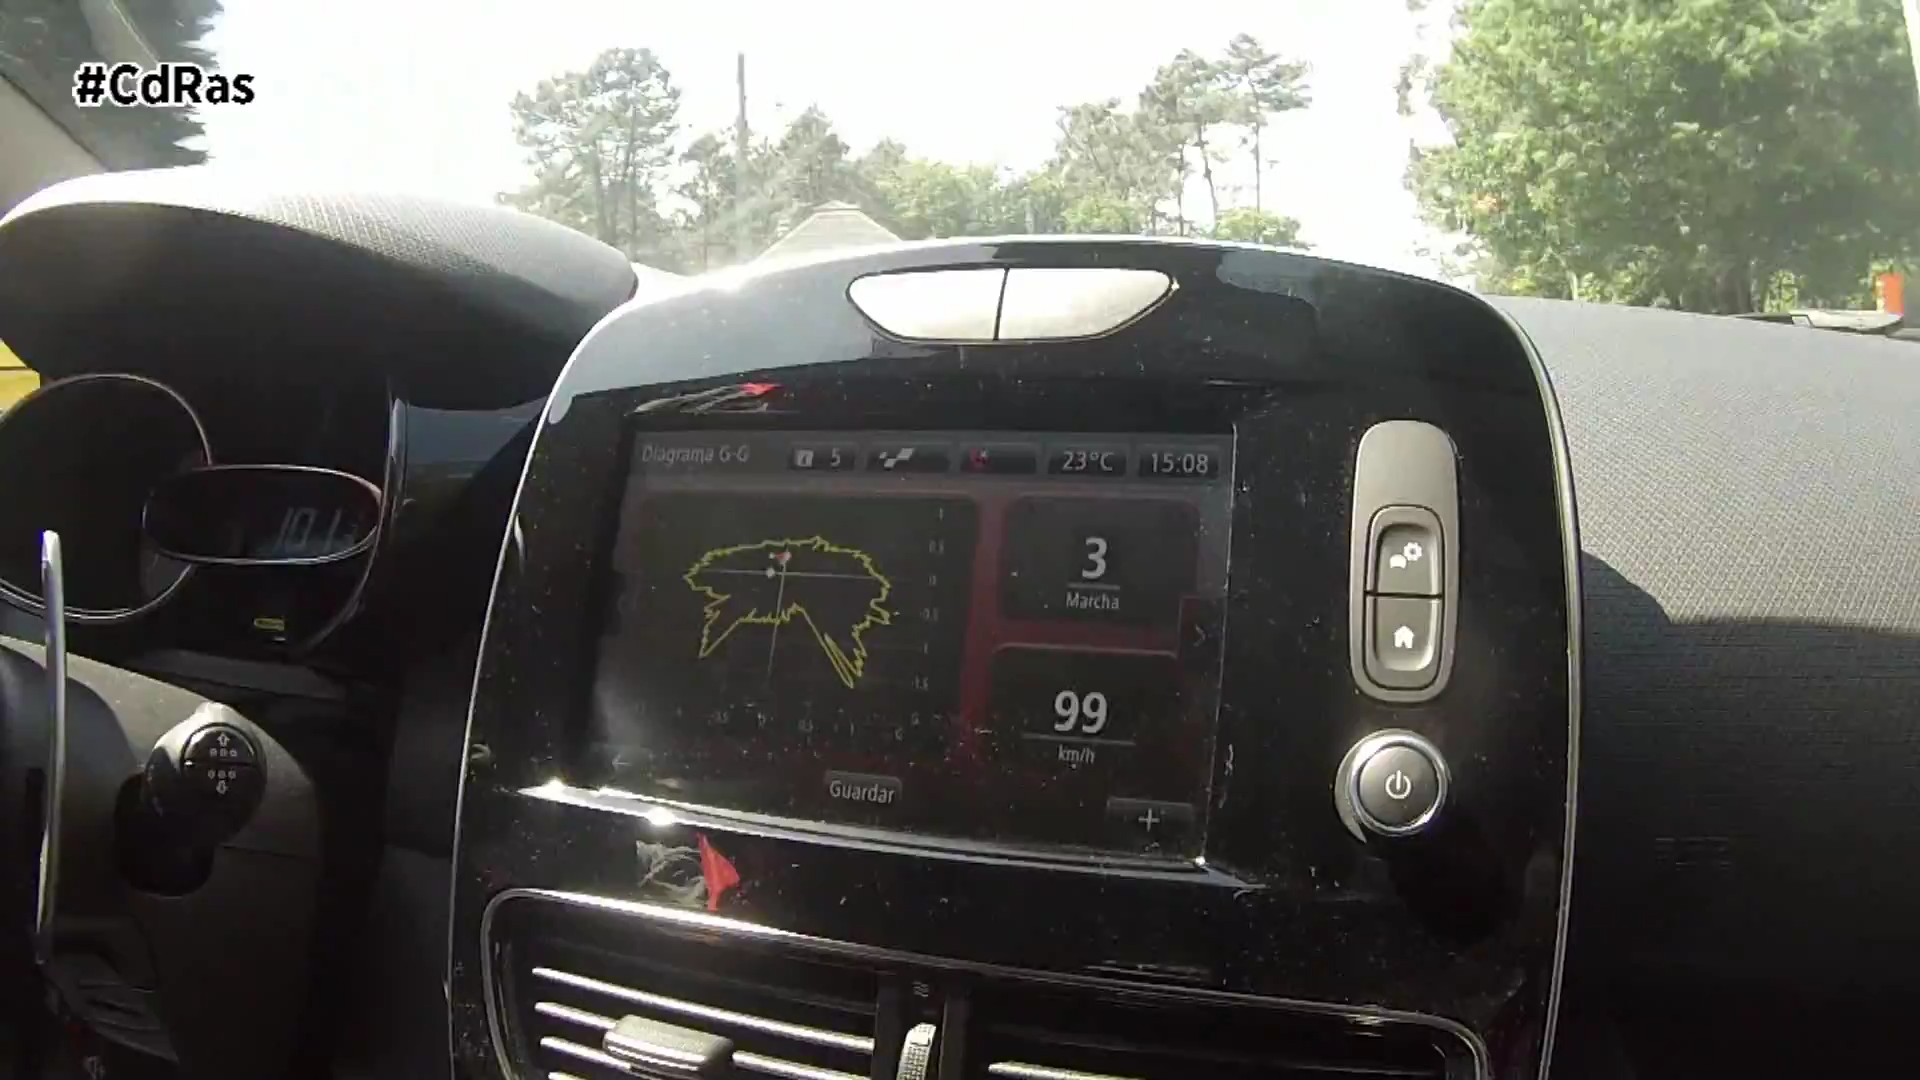 #CdRas
Diagrama G-G
5
23°C
15:08
3
Marcha
99
km/h
Guardar
+